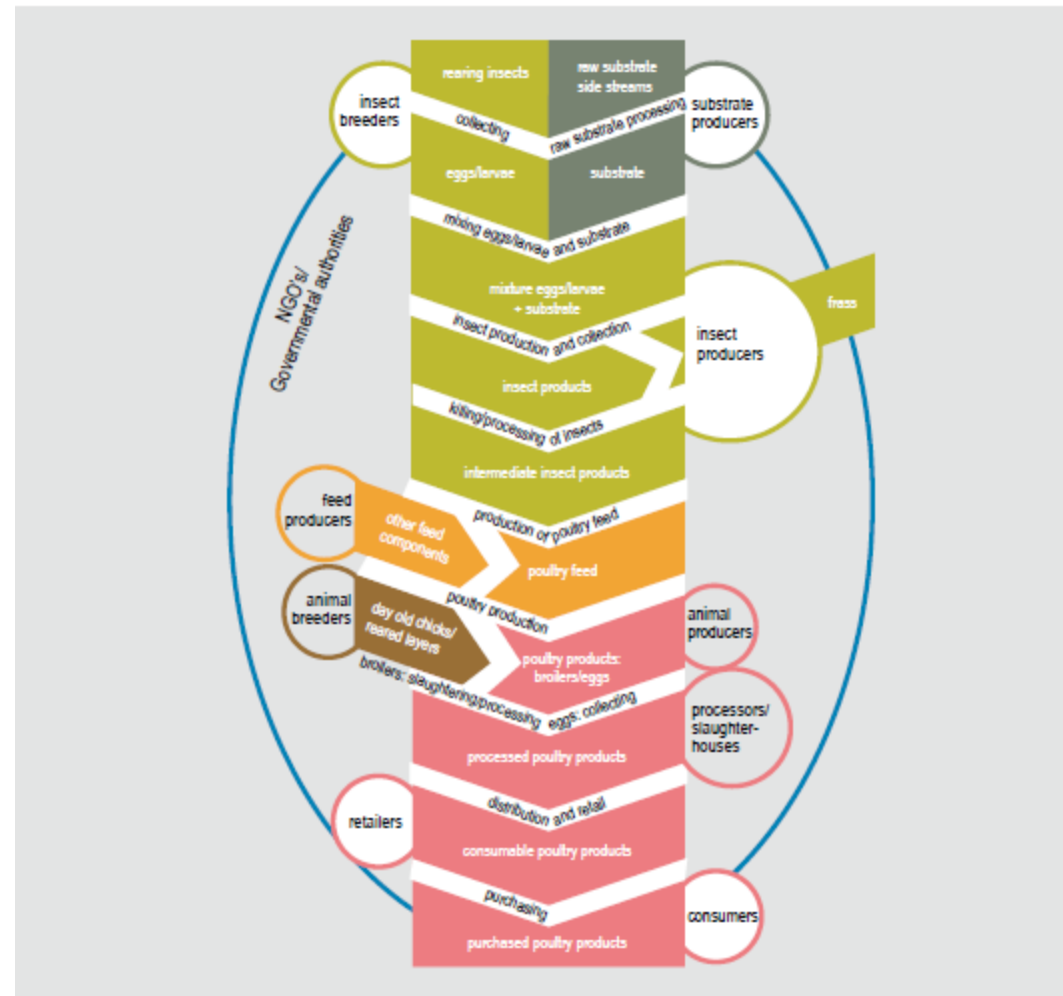 rearing insects
raw substrate
side streams
insect
breeders
collecting
raw substrate processing
substrate
producers
eggs/larvae
substrate
NGO's/
Governmental authorities
mixing eggs/larvae and substrate
mixture eggs/larvae
+ substrate
frass
insect production and collection
insect
producers
insect products
killing/processing of insects
intermediate insect products
feed
producers
other feed
components
production of poultry feed
poultry feed
animal
breeders
day old chicks/
reared layers
poultry production
animal
producers
poultry products:
broilers/eggs
broilers: slaughtering/processing eggs: collecting
processors/
slaughter-
houses
processed poultry products
distribution and retail
retailers
consumable poultry products
purchasing
consumers
purchased poultry products